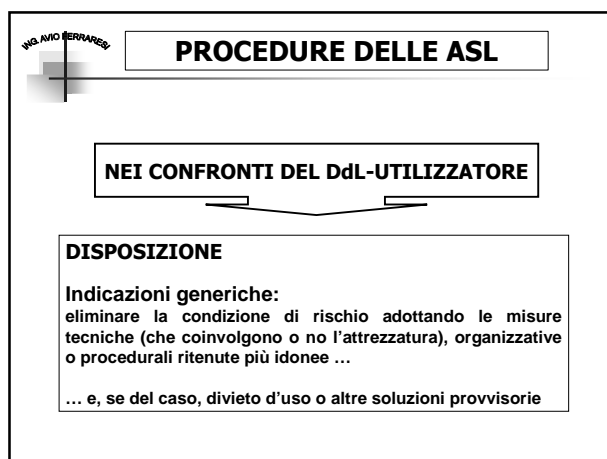 ING. AVIO FERRARESI
PROCEDURE DELLE ASL
NEI CONFRONTI DEL DdL-UTILIZZATORE
DISPOSIZIONE
Indicazioni generiche:
eliminare la condizione di rischio adottando le misure
tecniche (che coinvolgono o no l'attrezzatura), organizzative
o procedurali ritenute più idonee …
… e, se del caso, divieto d'uso o altre soluzioni provvisorie